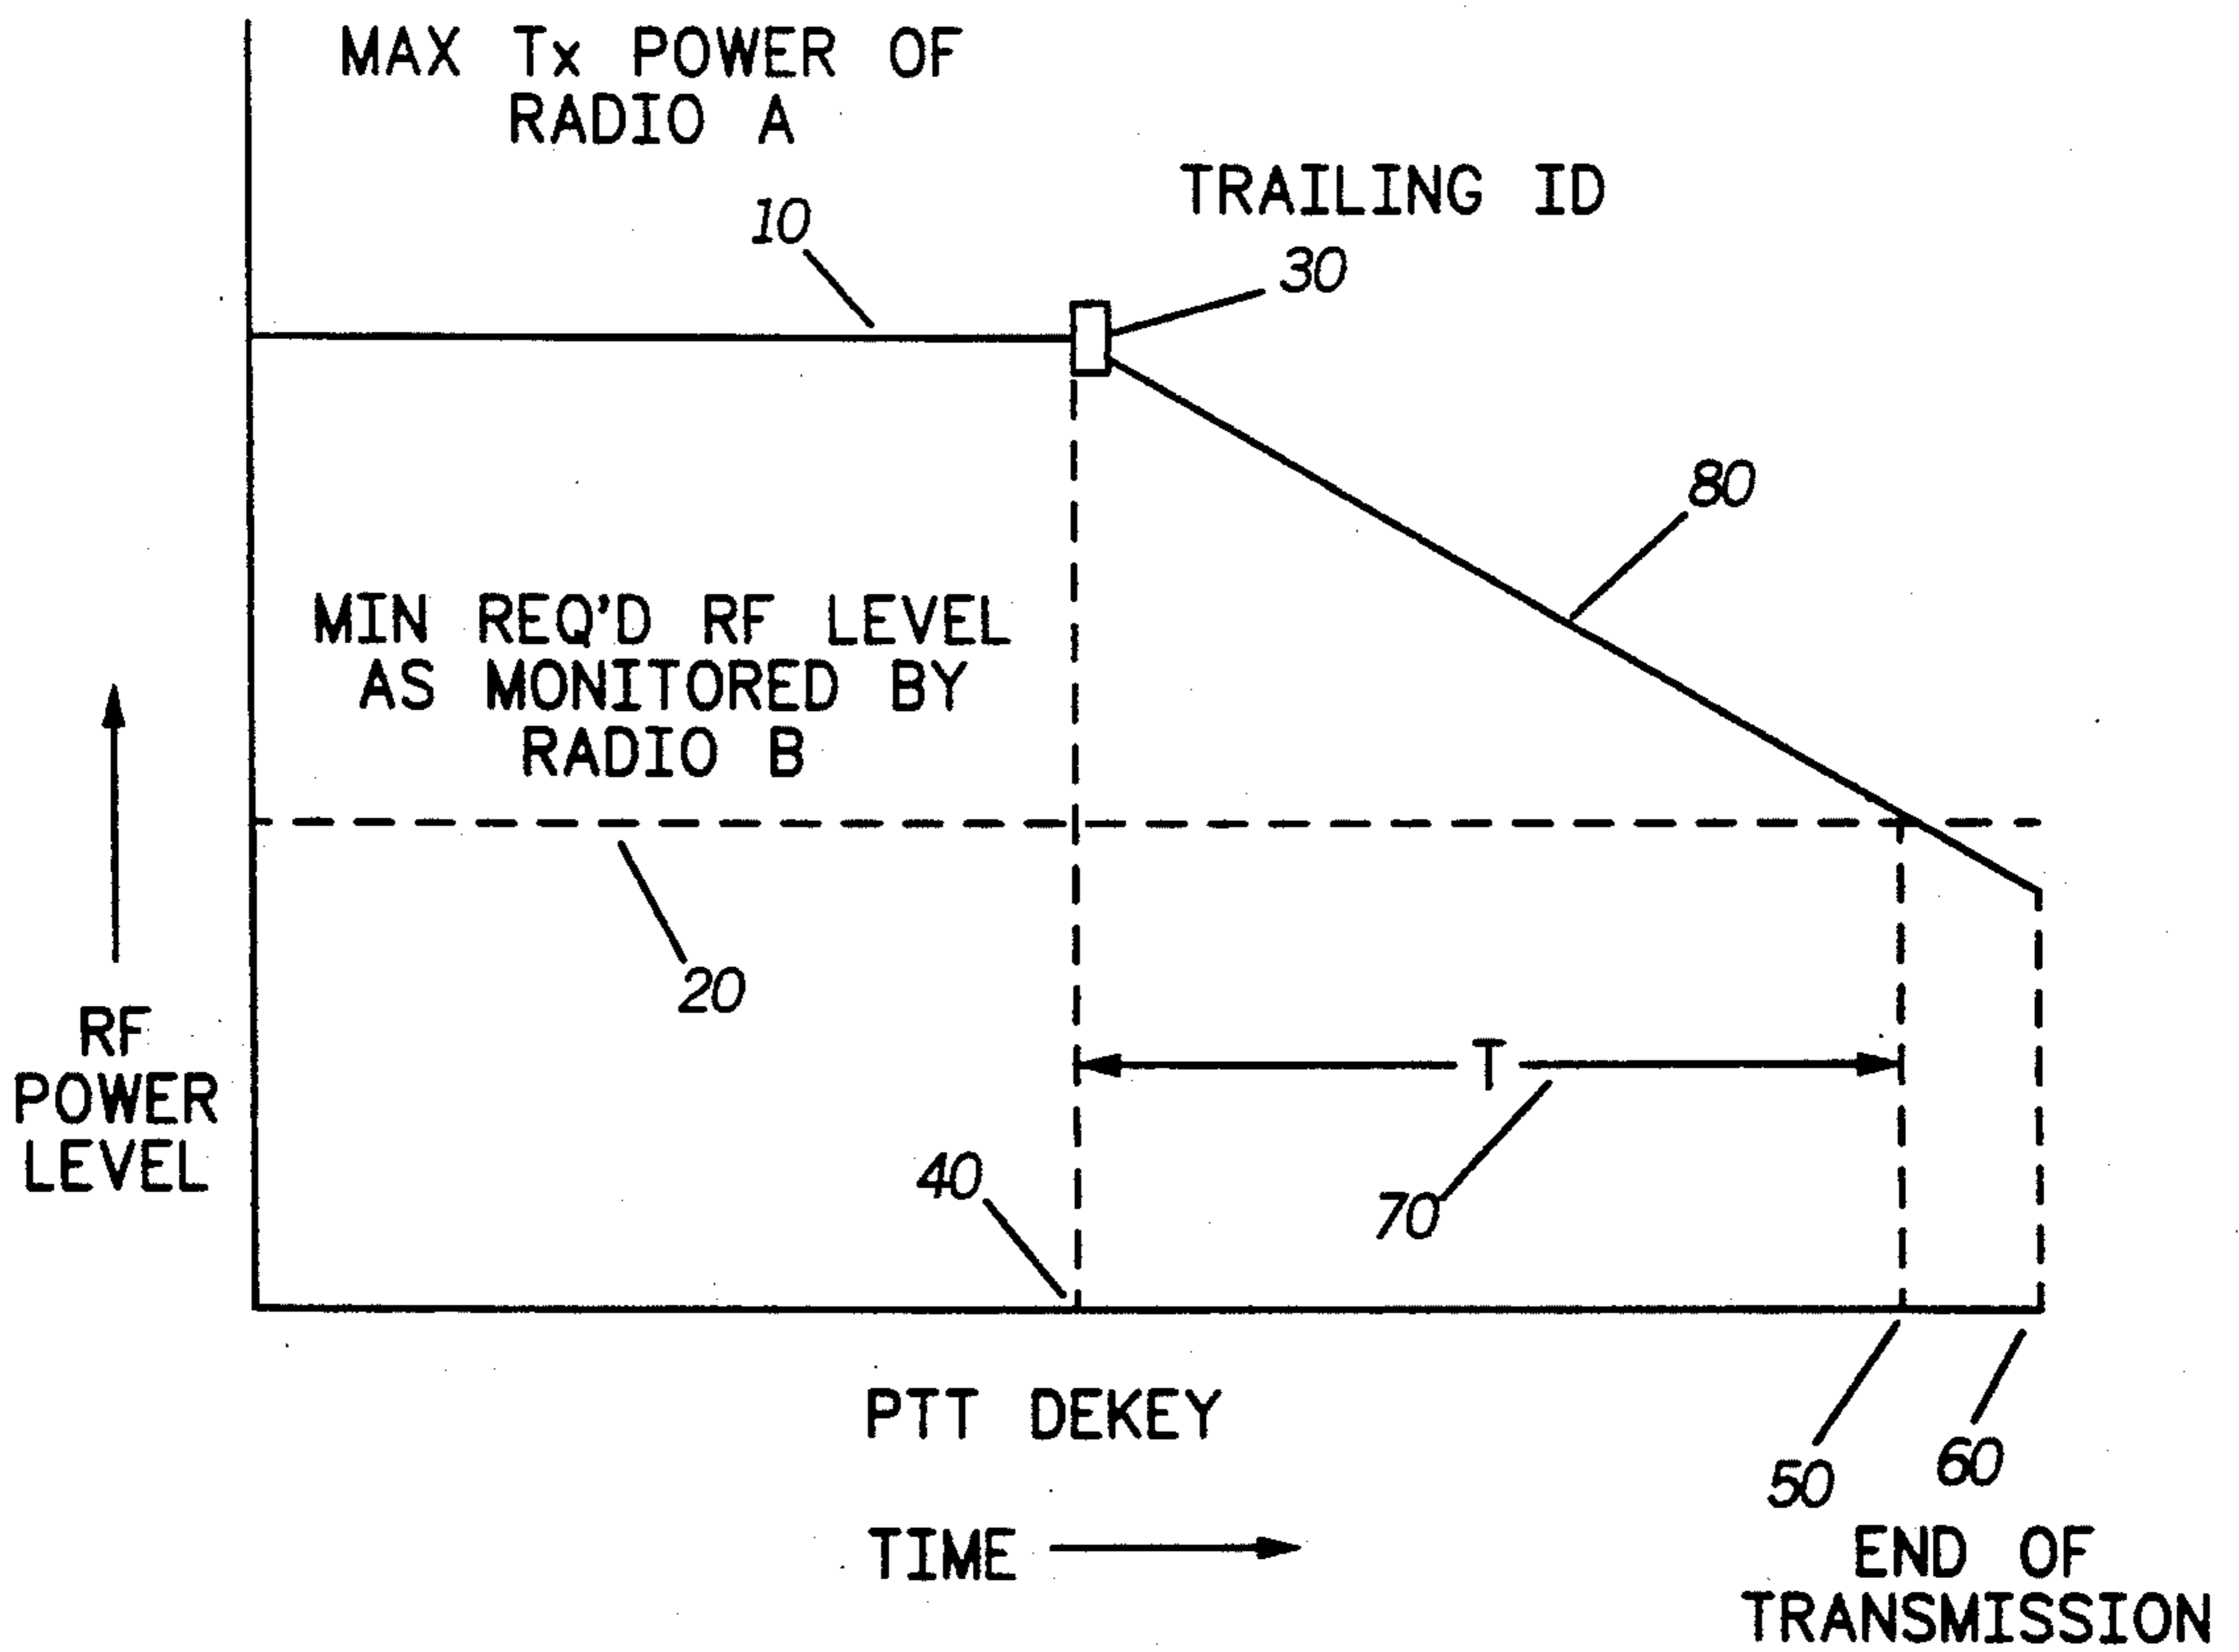 MAX Tx POWER OF
RADIO A
TRAILING ID
10
30
80
MIN REQ'D RF LEVEL
AS MONITORED BY
RADIO B
20
RF
POWER
LEVEL
T
40
70
PTT DEKEY
50
60
TIME
END OF
TRANSMISSION